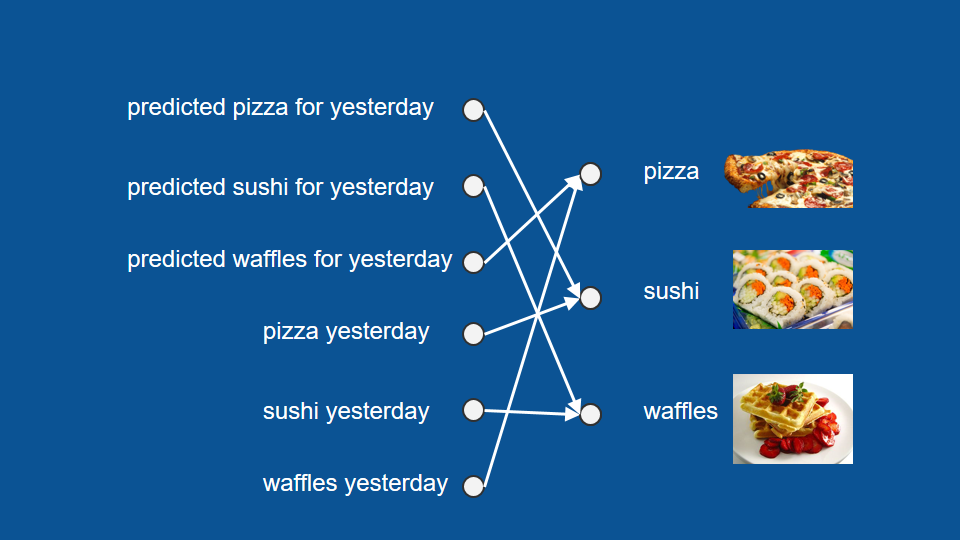 predicted pizza for yesterday
predicted sushi for yesterday
predicted waffles for yesterday
pizza yesterday
sushi yesterday
waffles yesterday
pizza
sushi
waffles